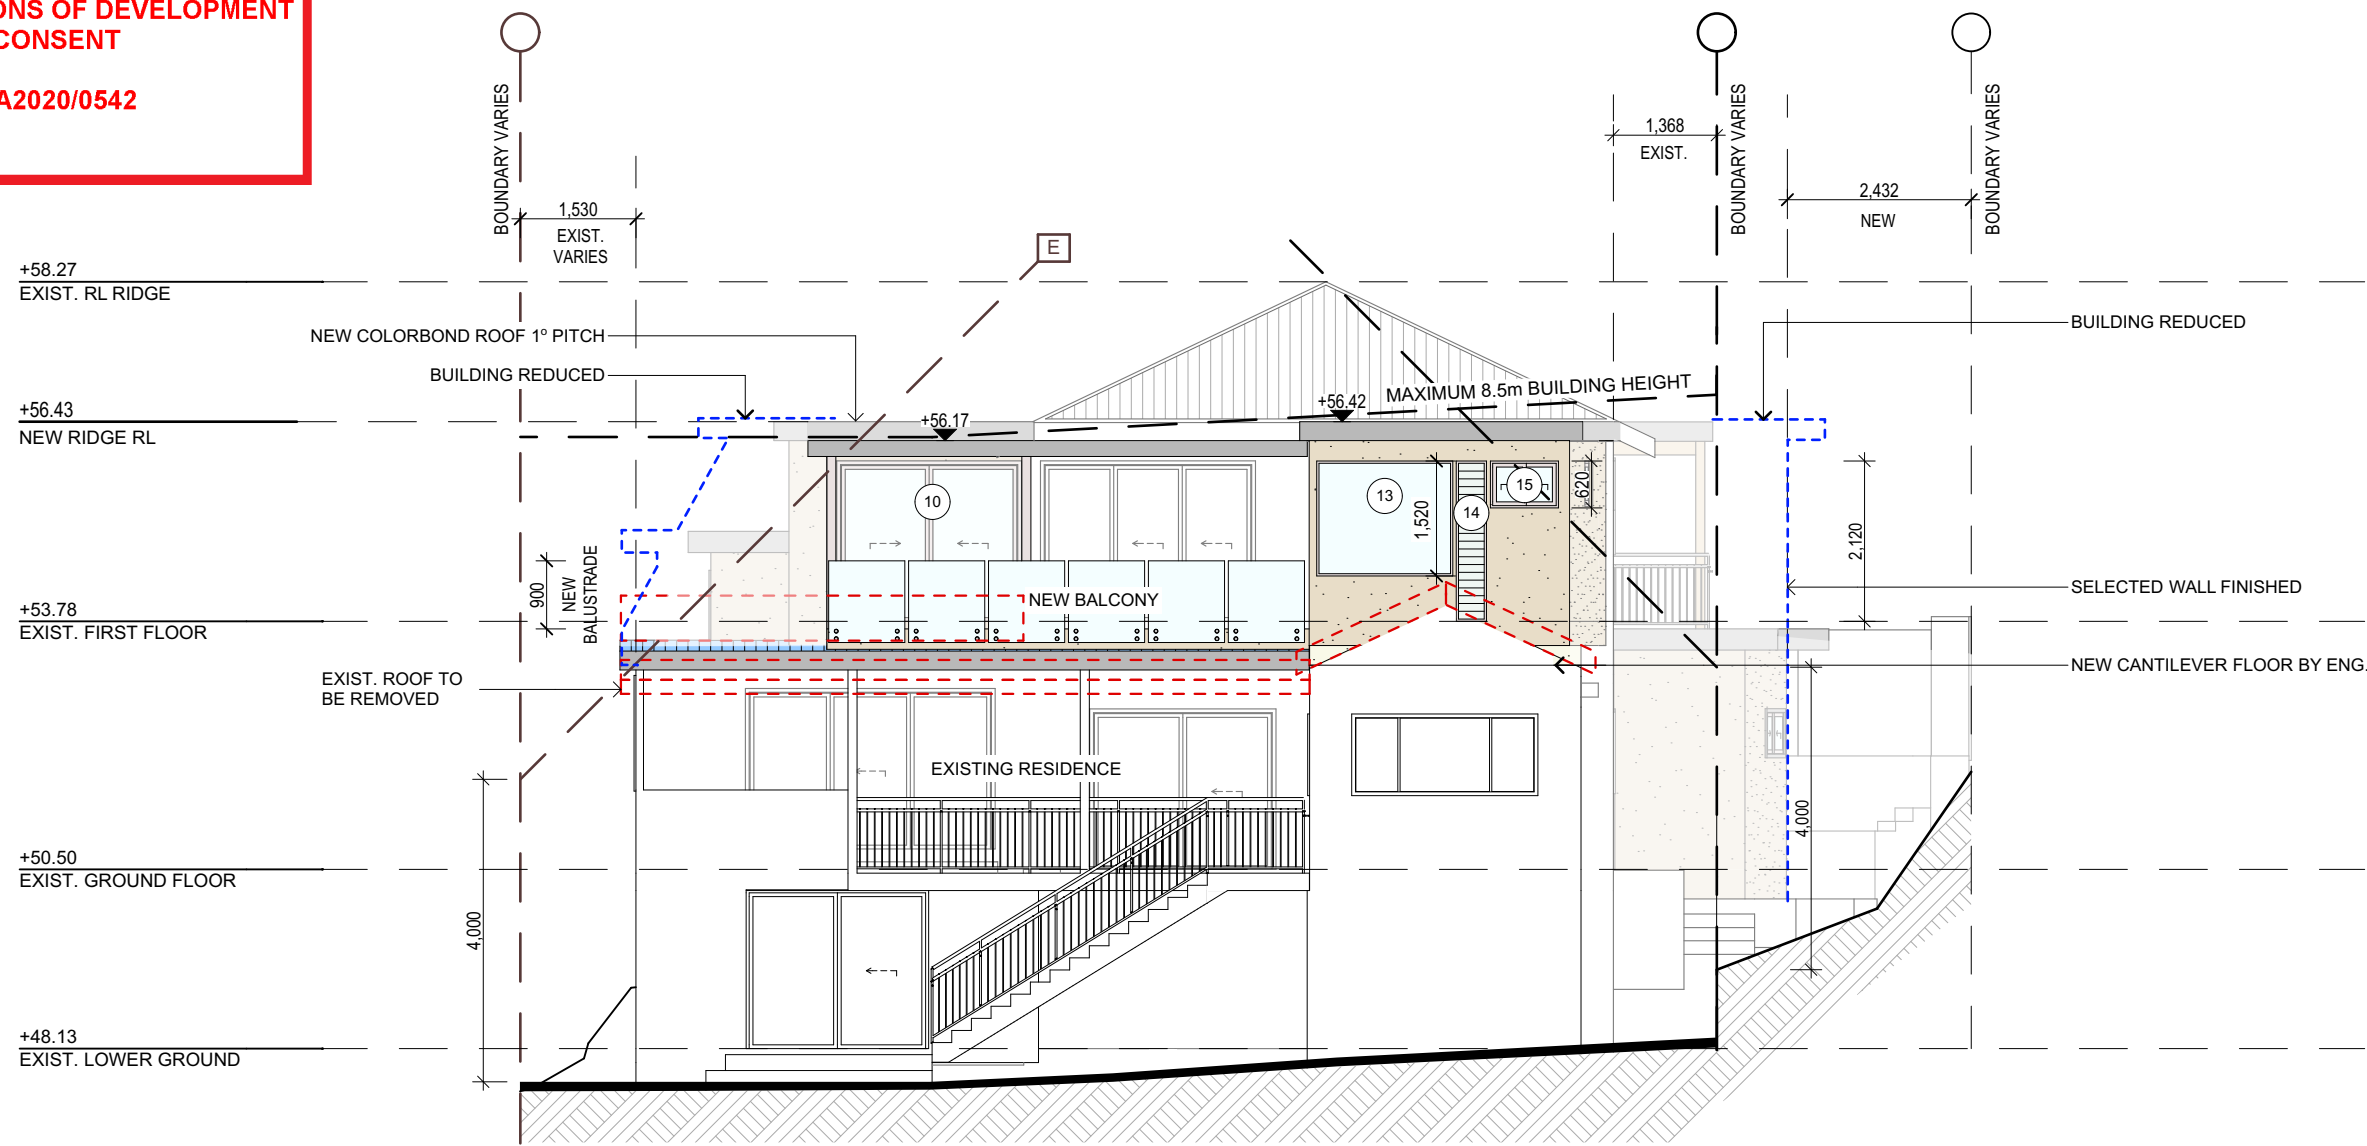 ONS OF DEVELOPMENT
CONSENT
A2020/0542
BOUNDARY VARIES
1,530
EXIST.
VARIES
E
1,368
EXIST.
BOUNDARY VARIES
2,432
NEW
BOUNDARY VARIES
+58.27
EXIST. RL RIDGE
NEW COLORBOND ROOF 1º PITCH
BUILDING REDUCED
BUILDING REDUCED
+56.43
NEW RIDGE RL
+56.17
+56.42
MAXIMUM 8.5m BUILDING HEIGHT
10
13
14
15
1,520
620
2,120
900
NEW
BALUSTRADE
NEW BALCONY
SELECTED WALL FINISHED
+53.78
EXIST. FIRST FLOOR
EXIST. ROOF TO
BE REMOVED
NEW CANTILEVER FLOOR BY ENG.
EXISTING RESIDENCE
4,000
+50.50
EXIST. GROUND FLOOR
4,000
+48.13
EXIST. LOWER GROUND